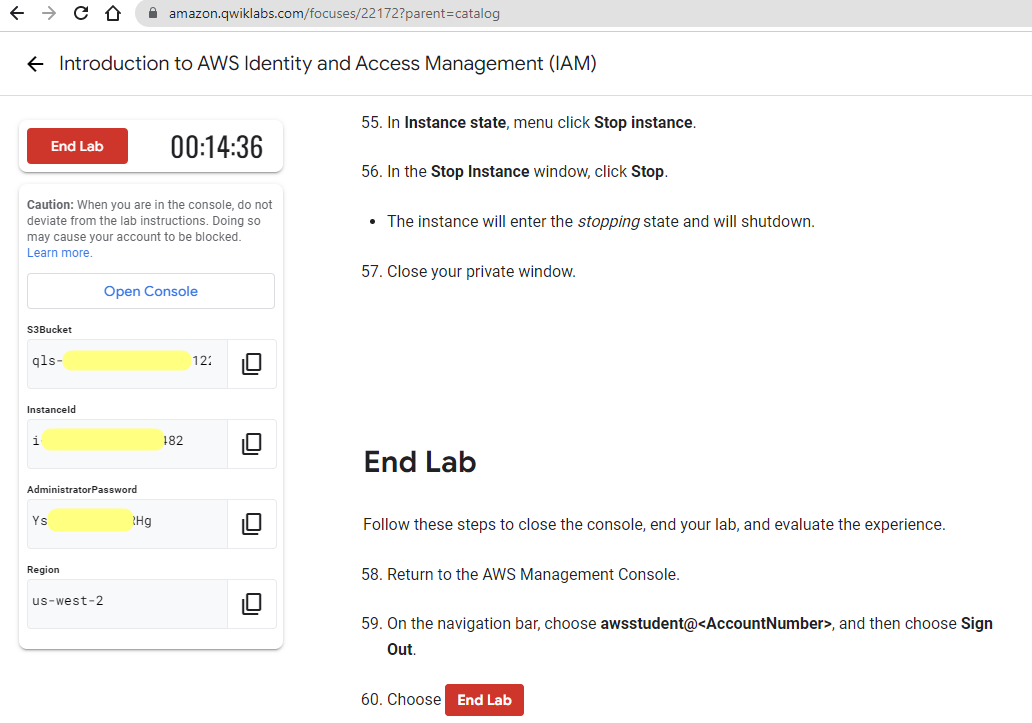 amazon.qwiklabs.com/focuses/22172?parent=catalog
Introduction to AWS Identity and Access Management (IAM)
End Lab
00:14:36
Caution: When you are in the console, do not
deviate from the lab instructions. Doing so
may cause your account to be blocked.
Learn more.
Open Console
S3Bucket
qls-
122
InstanceId
i
482
AdministratorPassword
Ys
RHg
Region
us-west-2
55. In Instance state, menu click Stop instance.
56. In the Stop Instance window, click Stop.
• The instance will enter the stopping state and will shutdown.
57. Close your private window.
End Lab
Follow these steps to close the console, end your lab, and evaluate the experience.
58. Return to the AWS Management Console.
59. On the navigation bar, choose awsstudent@<AccountNumber>, and then choose Sign
Out.
60. Choose End Lab